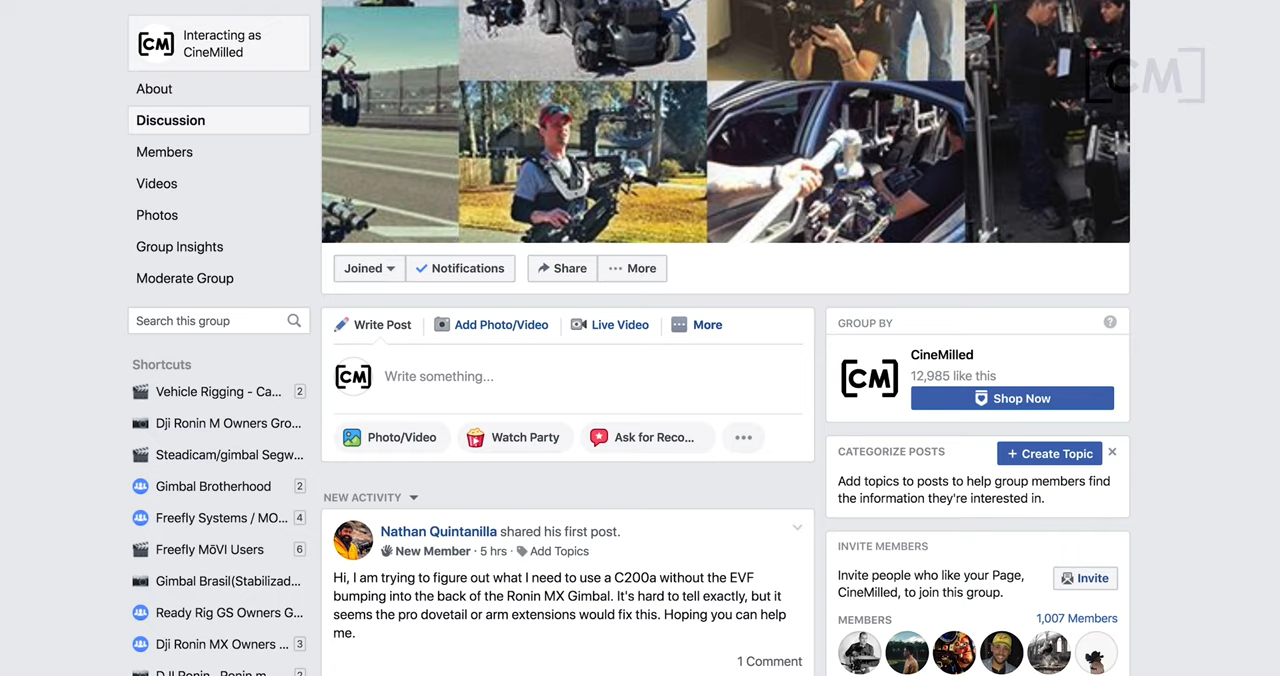 [CM]
Interacting as
CineMilled
About
Discussion
Members
Videos
Photos
Group Insights
Moderate Group
Search this group
Shortcuts
Vehicle Rigging - Ca... 2
Dji Ronin M Owners Gro...
Steadicam/gimbal Segw...
Gimbal Brotherhood 2
Freefly Systems / MO... 4
Freefly MōVI Users 6
Gimbal Brasil(Stabilizad...
Ready Rig GS Owners G...
Dji Ronin MX Owners ... 3
[CM]
Joined Notifications Share ··· More
Write Post Add Photo/Video Live Video More
[CM] Write something...
Photo/Video Watch Party Ask for Reco... •••
NEW ACTIVITY
Nathan Quintanilla shared his first post.
New Member · 5 hrs · Add Topics
Hi, I am trying to figure out what I need to use a C200a without the EVF
bumping into the back of the Ronin MX Gimbal. It's hard to tell exactly, but it
seems the pro dovetail or arm extensions would fix this. Hoping you can help
me.
1 Comment
GROUP BY ?
[CM]
CineMilled
12,985 like this
Shop Now
CATEGORIZE POSTS + Create Topic ×
Add topics to posts to help group members find
the information they're interested in.
INVITE MEMBERS
Invite people who like your Page,
CineMilled, to join this group.
Invite
MEMBERS 1,007 Members